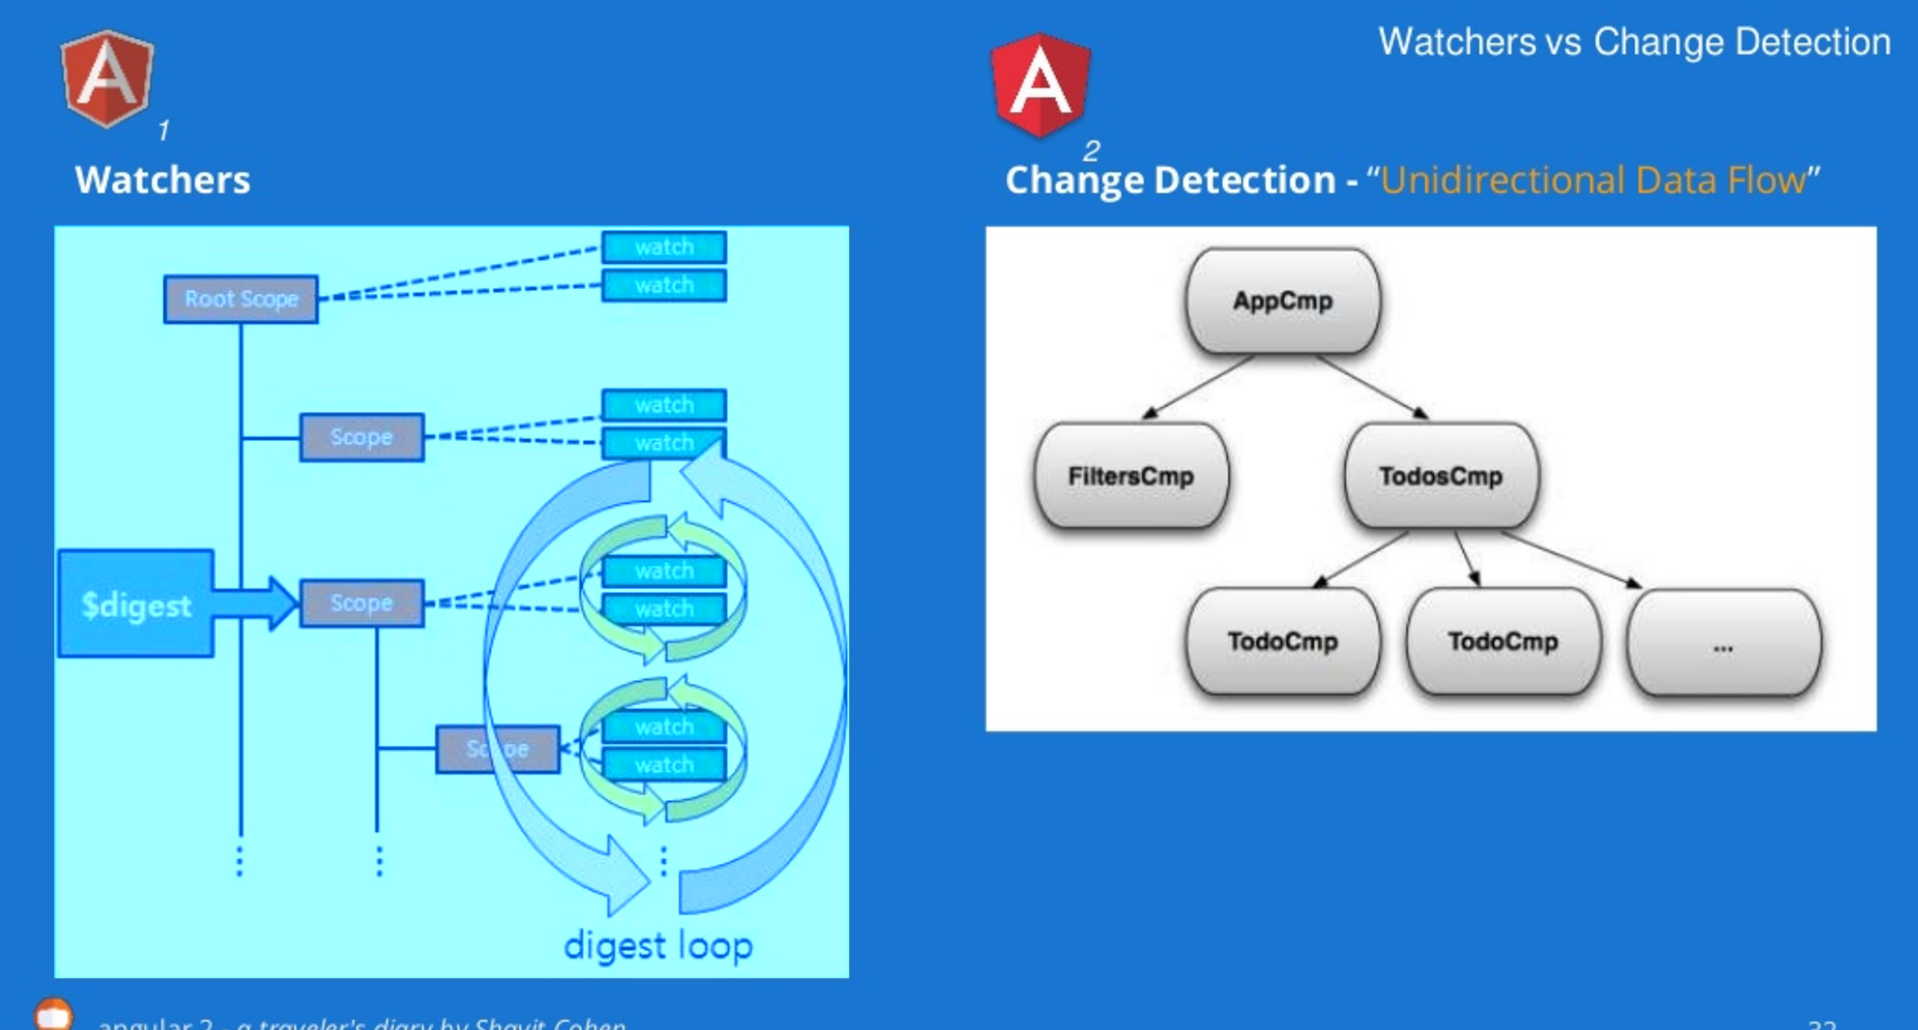 Watchers vs Change Detection
A
1
Watchers
watch
watch
Root Scope
watch
watch
Scope
watch
watch
$digest
Scope
watch
watch
Scope
digest loop
A
2
Change Detection - “Unidirectional Data Flow”
AppCmp
FiltersCmp
TodosCmp
TodoCmp
TodoCmp
...
angular 2 - a traveler's diary by Shavit Cohen
32